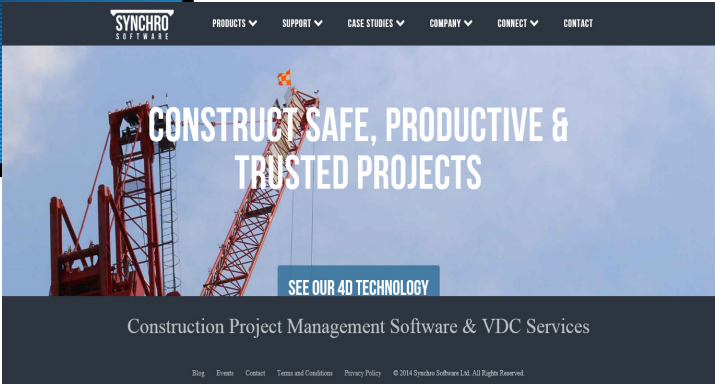 SYNCHRO
SOFTWARE
PRODUCTS SUPPORT CASE STUDIES COMPANY CONNECT CONTACT
CONSTRUCT SAFE, PRODUCTIVE &
TRUSTED PROJECTS
SEE OUR 4D TECHNOLOGY
Construction Project Management Software & VDC Services
Blog Events Contact Terms and Conditions Privacy Policy © 2014 Synchro Software Ltd. All Rights Reserved.